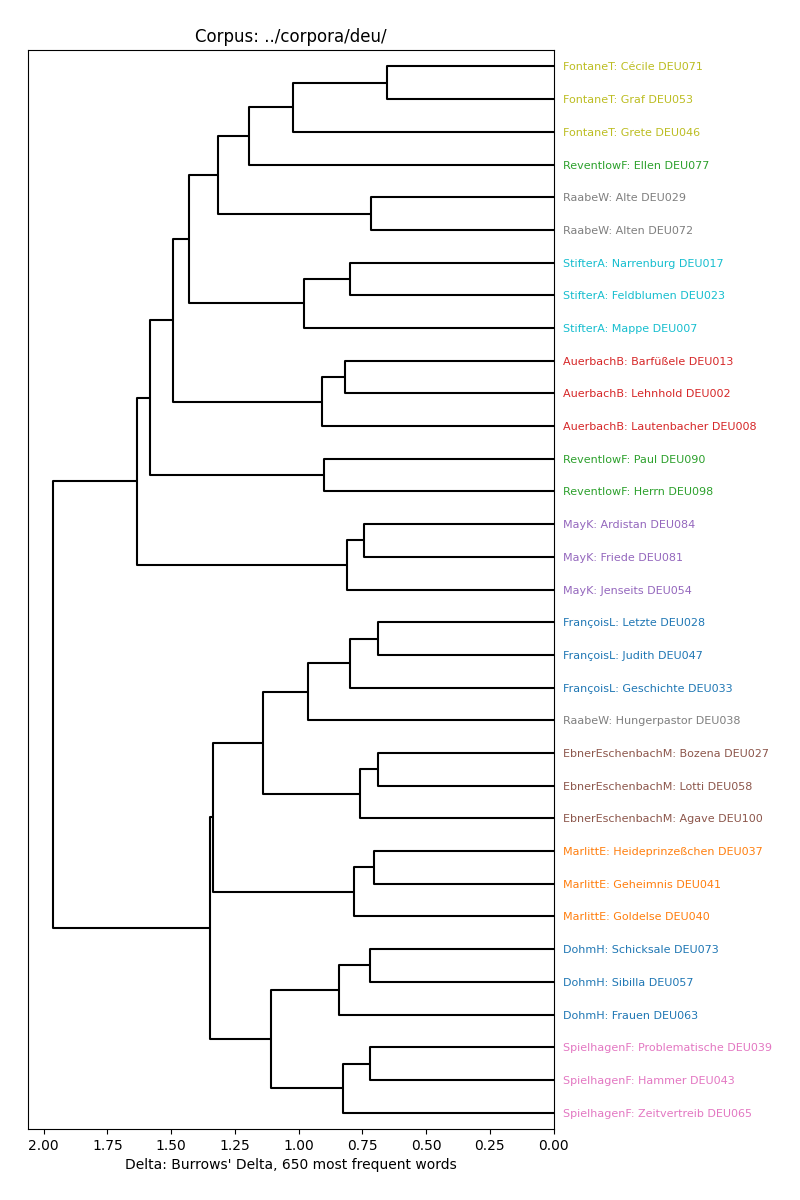 Corpus: ../corpora/deu/
FontaneT: Cécile DEU071
FontaneT: Graf DEU053
FontaneT: Grete DEU046
ReventlowF: Ellen DEU077
RaabeW: Alte DEU029
RaabeW: Alten DEU072
StifterA: Narrenburg DEU017
StifterA: Feldblumen DEU023
StifterA: Mappe DEU007
AuerbachB: Barfüßele DEU013
AuerbachB: Lehnhold DEU002
AuerbachB: Lautenbacher DEU008
ReventlowF: Paul DEU090
ReventlowF: Herrn DEU098
MayK: Ardistan DEU084
MayK: Friede DEU081
MayK: Jenseits DEU054
FrançoisL: Letzte DEU028
FrançoisL: Judith DEU047
FrançoisL: Geschichte DEU033
RaabeW: Hungerpastor DEU038
EbnerEschenbachM: Bozena DEU027
EbnerEschenbachM: Lotti DEU058
EbnerEschenbachM: Agave DEU100
MarlittE: Heideprinzeßchen DEU037
MarlittE: Geheimnis DEU041
MarlittE: Goldelse DEU040
DohmH: Schicksale DEU073
DohmH: Sibilla DEU057
DohmH: Frauen DEU063
SpielhagenF: Problematische DEU039
SpielhagenF: Hammer DEU043
SpielhagenF: Zeitvertreib DEU065
2.00 1.75 1.50 1.25 1.00 0.75 0.50 0.25 0.00
Delta: Burrows' Delta, 650 most frequent words